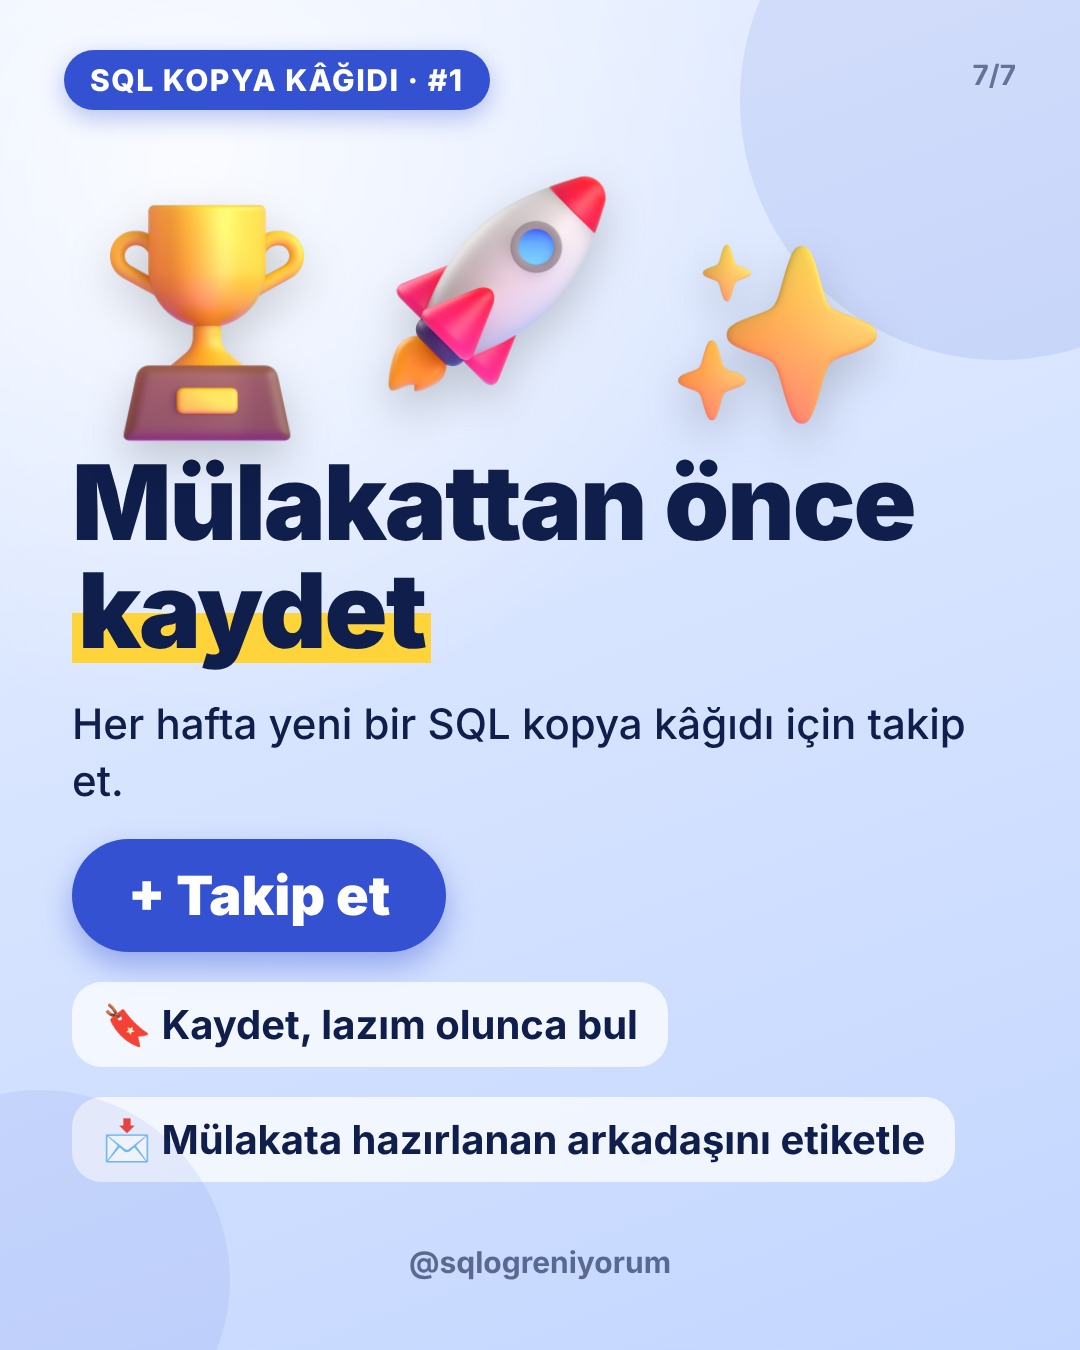 SQL KOPYA KÂĞIDI · #1
7/7
Mülakattan önce
kaydet
Her hafta yeni bir SQL kopya kâğıdı için takip
et.
+ Takip et
Kaydet, lazım olunca bul
Mülakata hazırlanan arkadaşını etiketle
@sqlogreniyorum